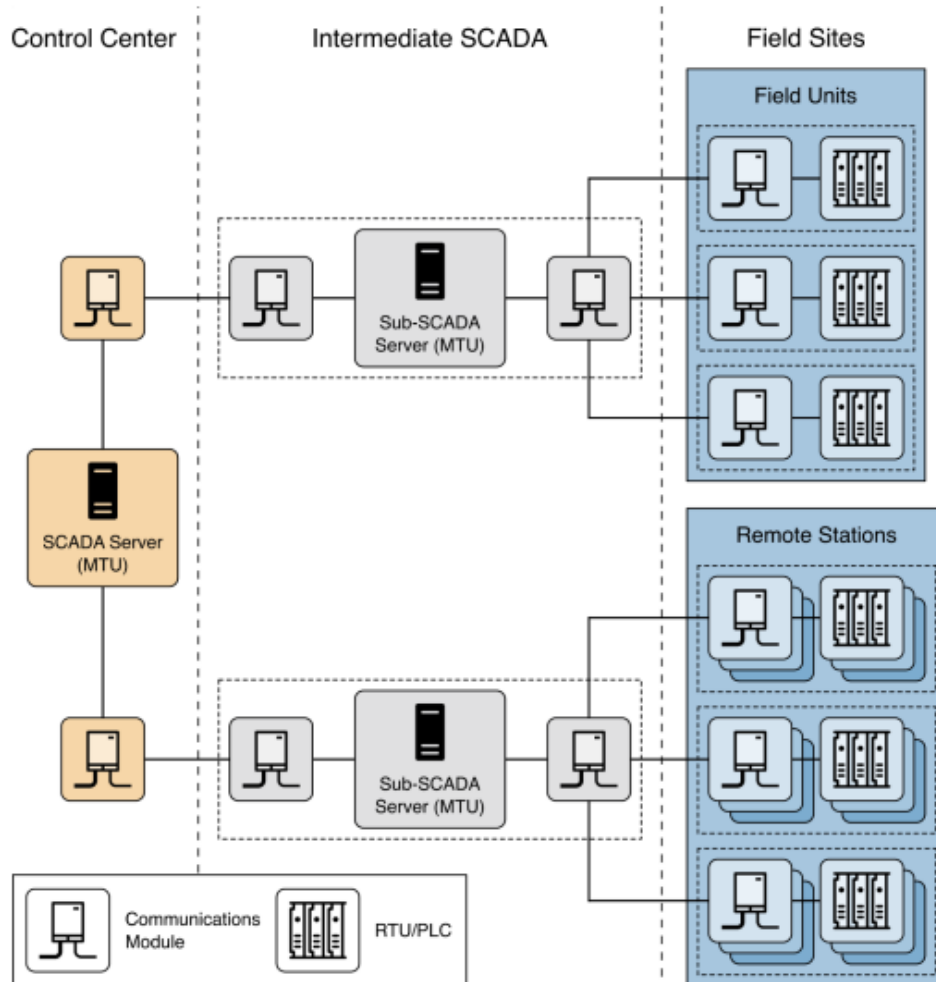 Control Center
Intermediate SCADA
Field Sites
Field Units
Sub-SCADA
Server (MTU)
SCADA Server
(MTU)
Remote Stations
Sub-SCADA
Server (MTU)
Communications
Module
RTU/PLC